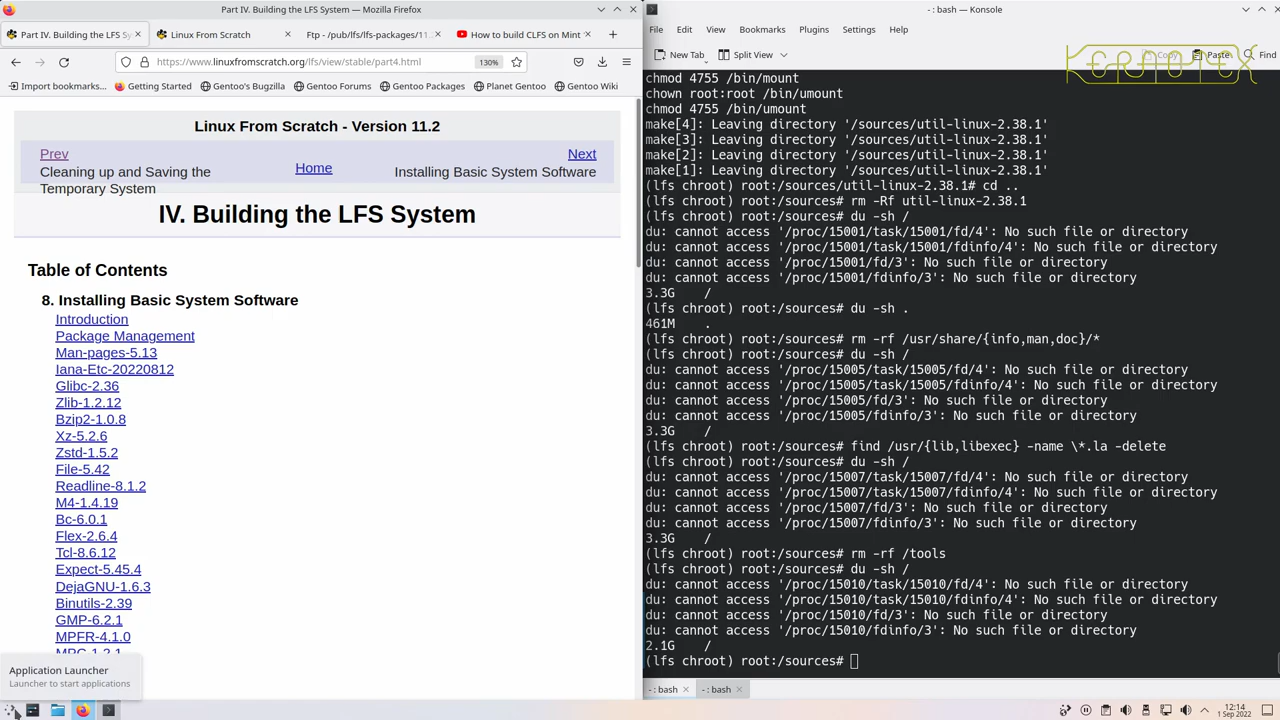 Part IV. Building the LFS System — Mozilla Firefox
Part IV. Building the LFS Sy
Linux From Scratch
Ftp - /pub/lfs/lfs-packages/11.
How to build CLFS on Mint
https://www.linuxfromscratch.org/lfs/view/stable/part4.html
130%
Import bookmarks...
Getting Started
Gentoo's Bugzilla
Gentoo Forums
Gentoo Packages
Planet Gentoo
Gentoo Wiki
Linux From Scratch - Version 11.2
Prev
Cleaning up and Saving the
Temporary System
Home
Next
Installing Basic System Software
IV. Building the LFS System
Table of Contents
8. Installing Basic System Software
Introduction
Package Management
Man-pages-5.13
Iana-Etc-20220812
Glibc-2.36
Zlib-1.2.12
Bzip2-1.0.8
Xz-5.2.6
Zstd-1.5.2
File-5.42
Readline-8.1.2
M4-1.4.19
Bc-6.0.1
Flex-2.6.4
Tcl-8.6.12
Expect-5.45.4
DejaGNU-1.6.3
Binutils-2.39
GMP-6.2.1
MPFR-4.1.0
MPC-1.2.1
Application Launcher
Launcher to start applications
- : bash — Konsole
File Edit View Bookmarks Plugins Settings Help
New Tab
Split View
Copy
Paste
Find
KERNOTEX
chmod 4755 /bin/mount
chown root:root /bin/umount
chmod 4755 /bin/umount
make[4]: Leaving directory '/sources/util-linux-2.38.1'
make[3]: Leaving directory '/sources/util-linux-2.38.1'
make[2]: Leaving directory '/sources/util-linux-2.38.1'
make[1]: Leaving directory '/sources/util-linux-2.38.1'
(lfs chroot) root:/sources/util-linux-2.38.1# cd ..
(lfs chroot) root:/sources# rm -Rf util-linux-2.38.1
(lfs chroot) root:/sources# du -sh /
du: cannot access '/proc/15001/task/15001/fd/4': No such file or directory
du: cannot access '/proc/15001/task/15001/fdinfo/4': No such file or directory
du: cannot access '/proc/15001/fd/3': No such file or directory
du: cannot access '/proc/15001/fdinfo/3': No such file or directory
3.3G /
(lfs chroot) root:/sources# du -sh .
461M .
(lfs chroot) root:/sources# rm -rf /usr/share/{info,man,doc}/*
(lfs chroot) root:/sources# du -sh /
du: cannot access '/proc/15005/task/15005/fd/4': No such file or directory
du: cannot access '/proc/15005/task/15005/fdinfo/4': No such file or directory
du: cannot access '/proc/15005/fd/3': No such file or directory
du: cannot access '/proc/15005/fdinfo/3': No such file or directory
3.3G /
(lfs chroot) root:/sources# find /usr/{lib,libexec} -name \*.la -delete
(lfs chroot) root:/sources# du -sh /
du: cannot access '/proc/15007/task/15007/fd/4': No such file or directory
du: cannot access '/proc/15007/task/15007/fdinfo/4': No such file or directory
du: cannot access '/proc/15007/fd/3': No such file or directory
du: cannot access '/proc/15007/fdinfo/3': No such file or directory
3.3G /
(lfs chroot) root:/sources# rm -rf /tools
(lfs chroot) root:/sources# du -sh /
du: cannot access '/proc/15010/task/15010/fd/4': No such file or directory
du: cannot access '/proc/15010/task/15010/fdinfo/4': No such file or directory
du: cannot access '/proc/15010/fd/3': No such file or directory
du: cannot access '/proc/15010/fdinfo/3': No such file or directory
2.1G /
(lfs chroot) root:/sources#
- : bash
- : bash
12:14
1 Sep 2022